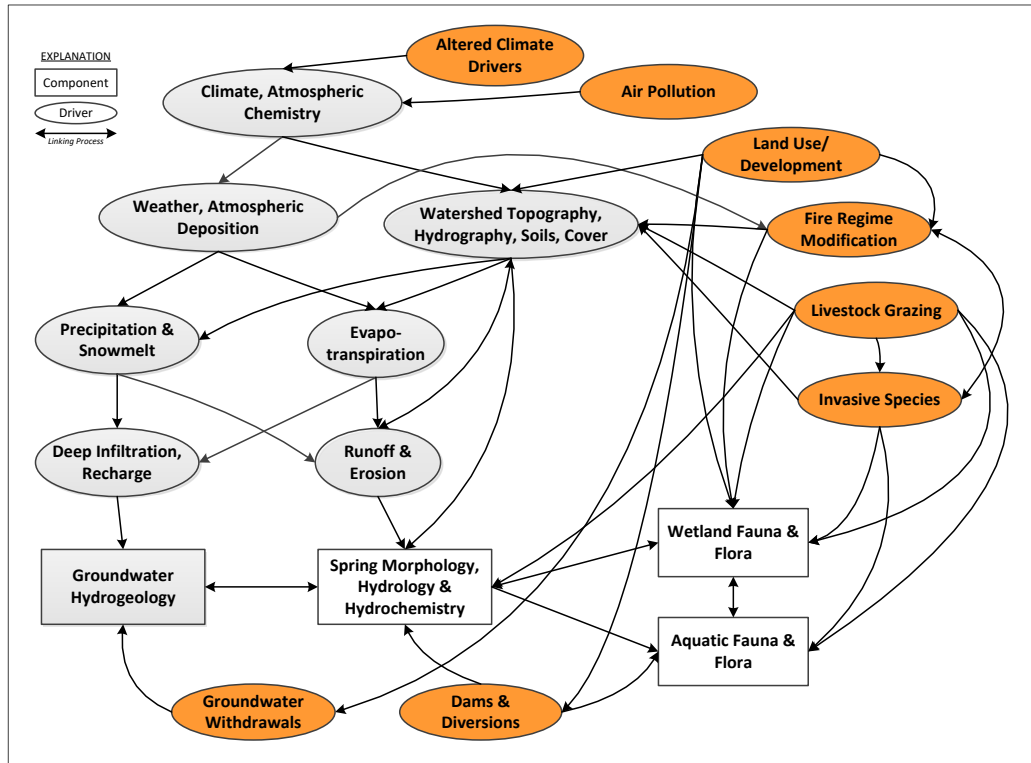 EXPLANATION
Component
Driver
Linking Process
Altered Climate
Drivers
Climate, Atmospheric
Chemistry
Air Pollution
Land Use/
Development
Weather, Atmospheric
Deposition
Watershed Topography,
Hydrography, Soils, Cover
Fire Regime
Modification
Precipitation &
Snowmelt
Evapo-
transpiration
Livestock Grazing
Invasive Species
Deep Infiltration,
Recharge
Runoff &
Erosion
Groundwater
Hydrogeology
Spring Morphology,
Hydrology &
Hydrochemistry
Wetland Fauna &
Flora
Aquatic Fauna &
Flora
Groundwater
Withdrawals
Dams &
Diversions